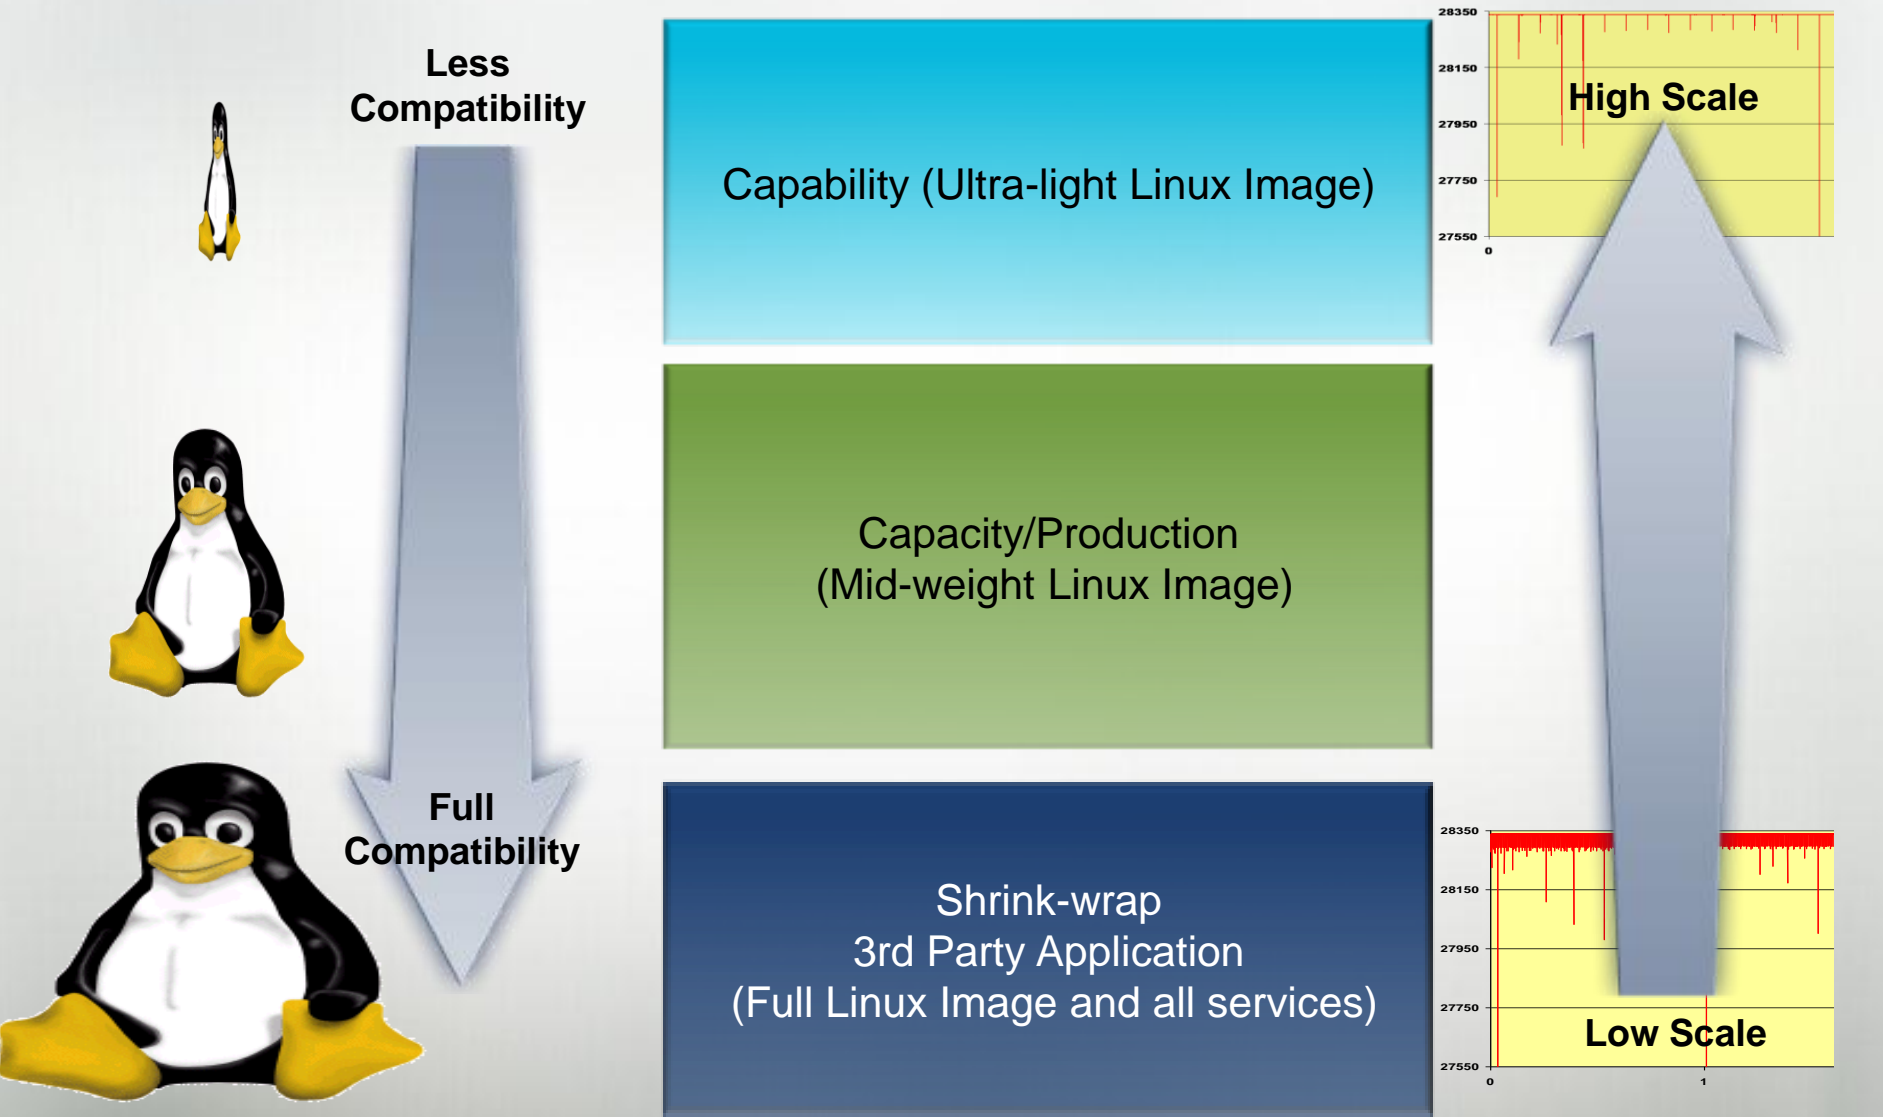 Less
Compatibility
Full
Compatibility
Capability (Ultra-light Linux Image)
Capacity/Production
(Mid-weight Linux Image)
Shrink-wrap
3rd Party Application
(Full Linux Image and all services)
28350
28150
27950
27750
27550
0
High Scale
28350
28150
27950
27750
27550
0
1
Low Scale